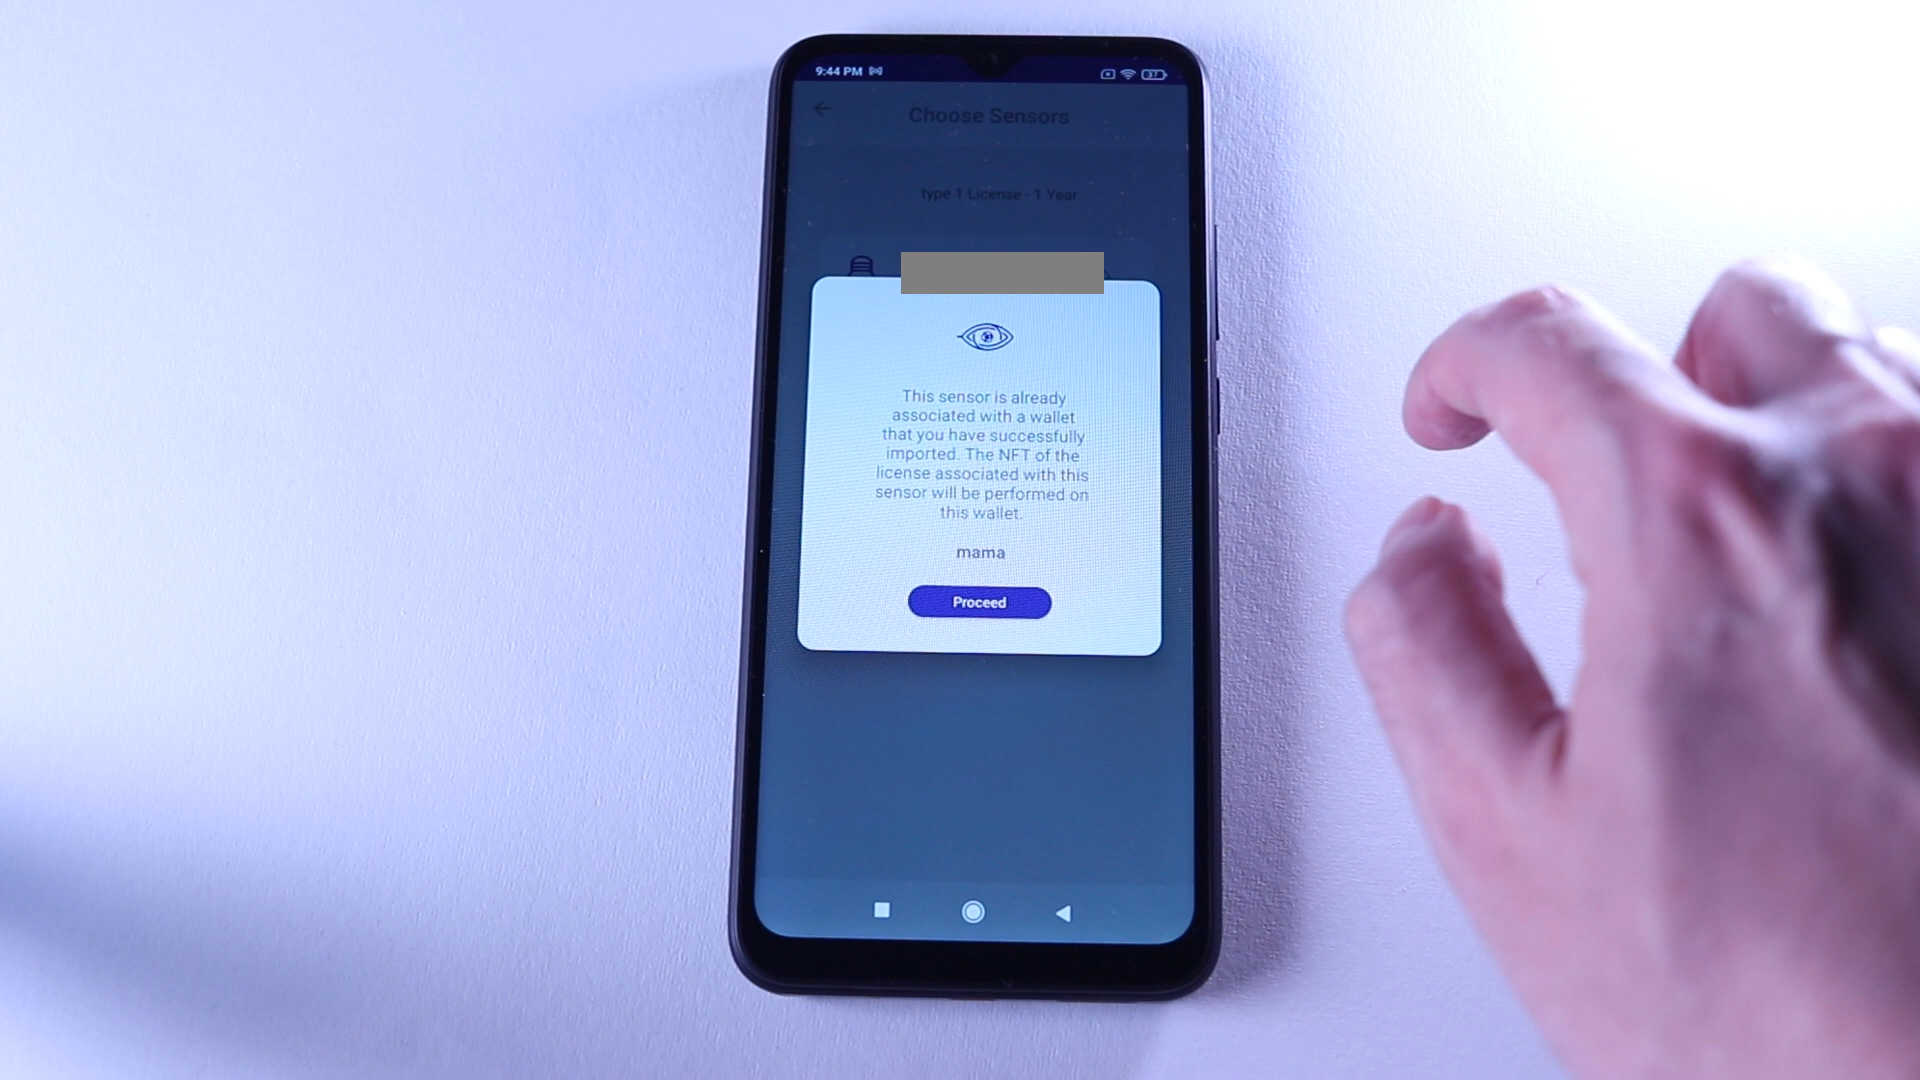 9:44 PM
37
Choose Sensors
type 1 License - 1 Year
This sensor is already
associated with a wallet
that you have successfully
imported. The NFT of the
license associated with this
sensor will be performed on
this wallet.
mama
Proceed